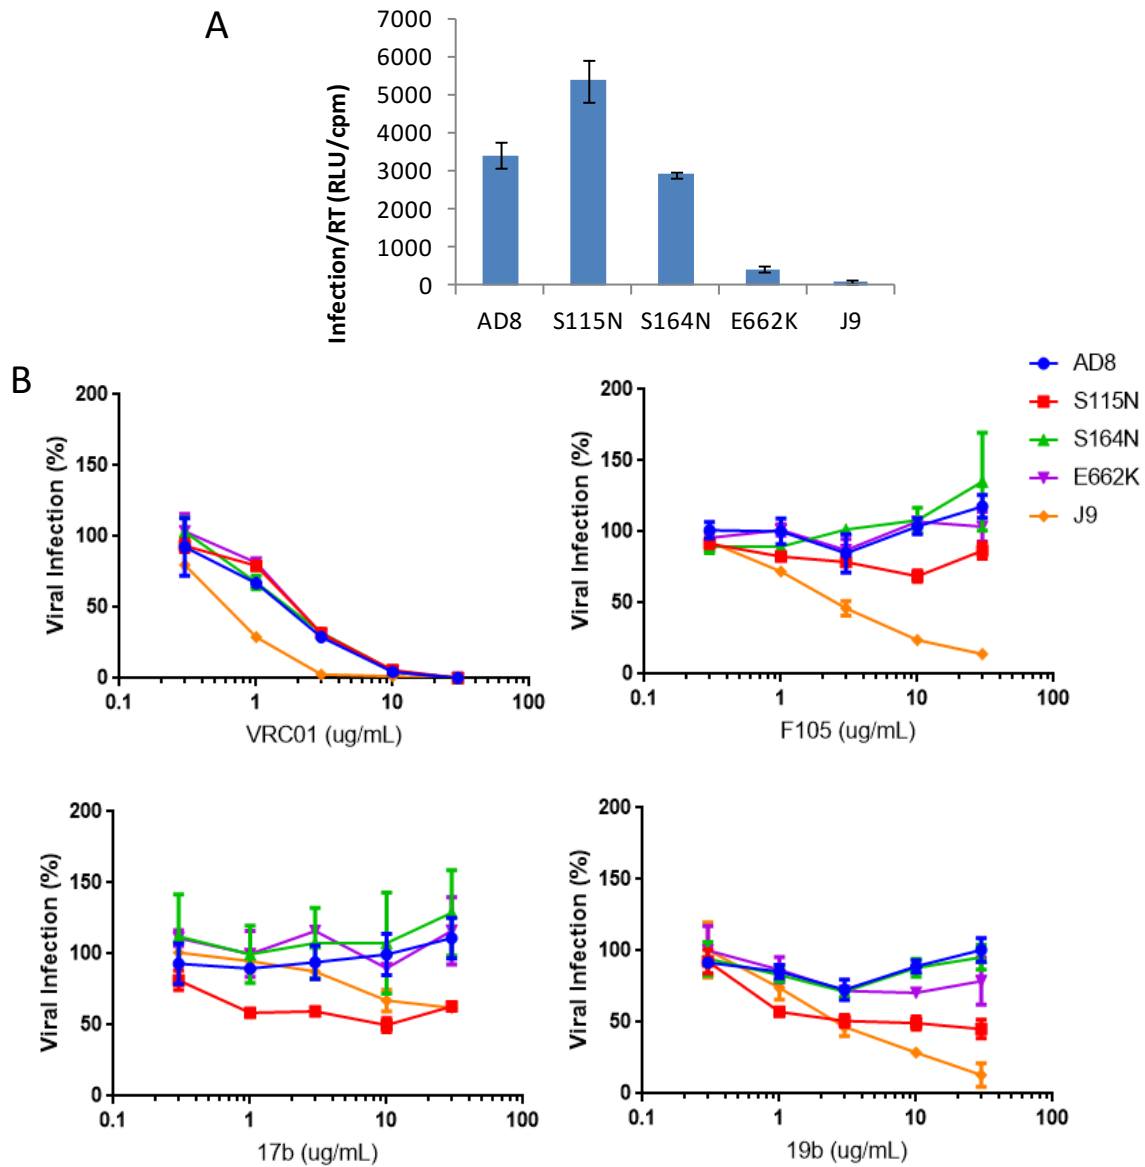 A
Infection/RT (RLU/cpm)
7000
6000
5000
4000
3000
2000
1000
0
AD8 S115N S164N E662K J9
B
AD8
S115N
S164N
E662K
J9
Viral Infection (%)
200
150
100
50
0
0.1 1 10 100
VRC01 (ug/mL)
Viral Infection (%)
200
150
100
50
0
0.1 1 10 100
F105 (ug/mL)
Viral Infection (%)
200
150
100
50
0
0.1 1 10 100
17b (ug/mL)
Viral Infection (%)
200
150
100
50
0
0.1 1 10 100
19b (ug/mL)